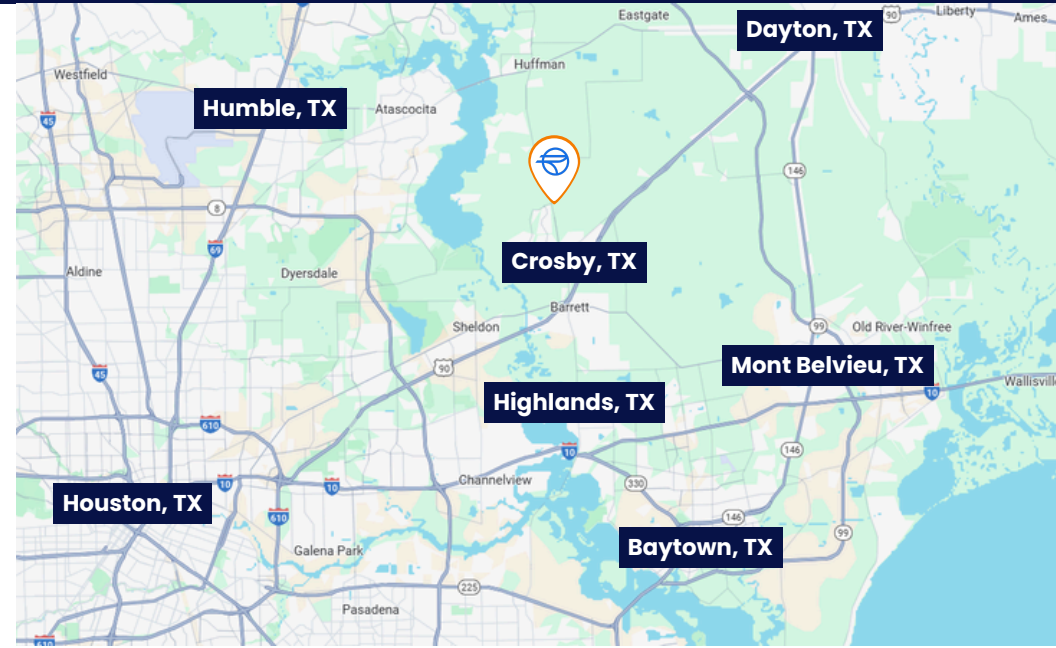 Eastgate
Dayton, TX
90
Liberty
Ames
Huffman
Westfield
Humble, TX
Atascocita
45
146
8
69
Crosby, TX
Aldine
Dyersdale
Barrett
Sheldon
99
Old River-Winfree
90
Mont Belvieu, TX
45
Wallisvill
10
Highlands, TX
610
10
146
Channelview
10
10
330
Houston, TX
610
146
99
Baytown, TX
Galena Park
225
Pasadena
610